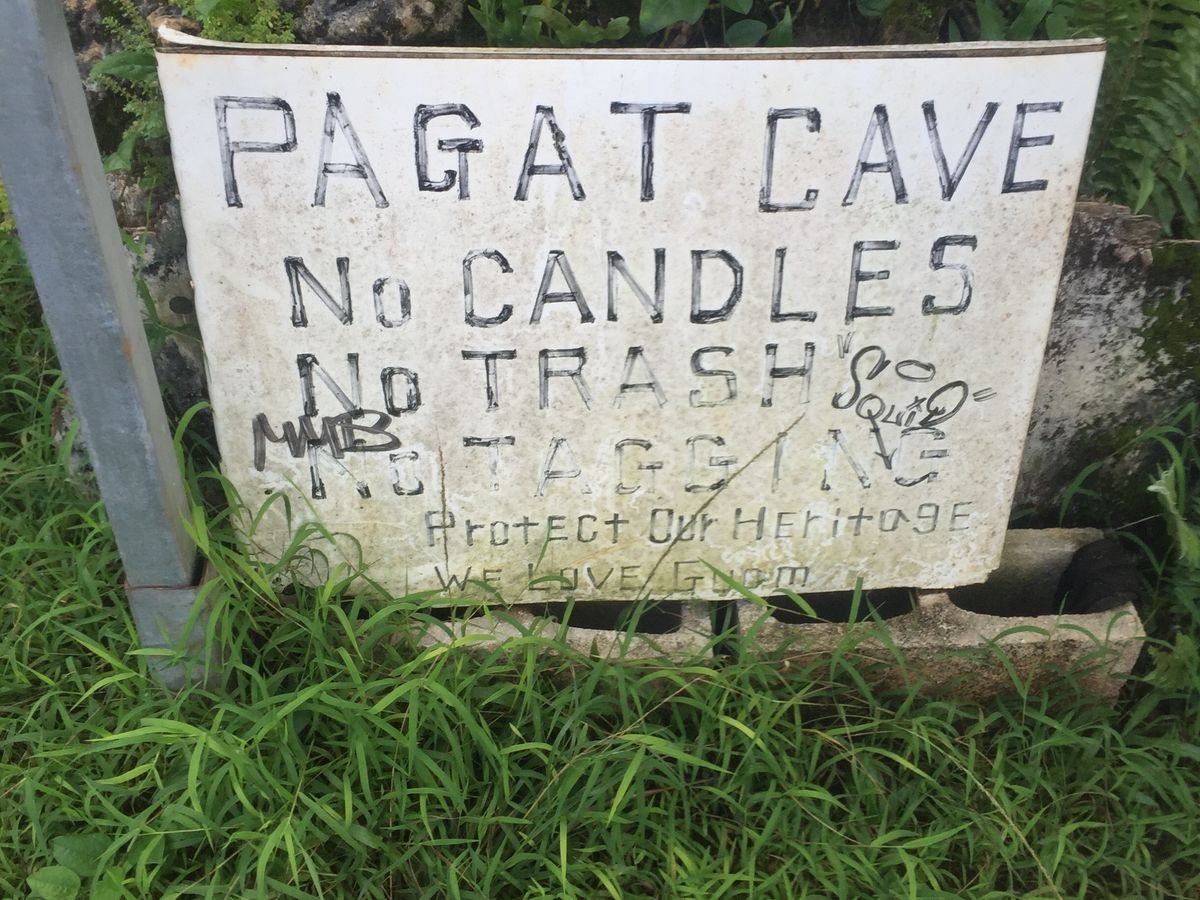 PAGAT CAVE
No CANDLES
No TRASH
MMB
No TAGGING
Protect Our HEritagE
WE LovE Guam